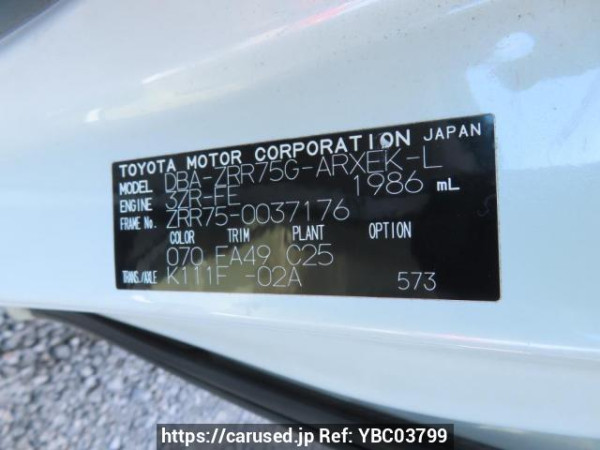 TOYOTA MOTOR CORPORATION JAPAN
MODEL DBA-ZRR75G-ARXEK-L
ENGINE 3ZR-FE 1986 mL
FRAME No. ZRR75-0037176
COLOR TRIM PLANT OPTION
070 FA49 C25
TRANS./AXLE K111F -02A 573
https://carused.jp Ref: YBC03799